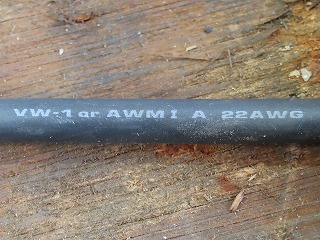 VW-1 or AWM I A 22AWG